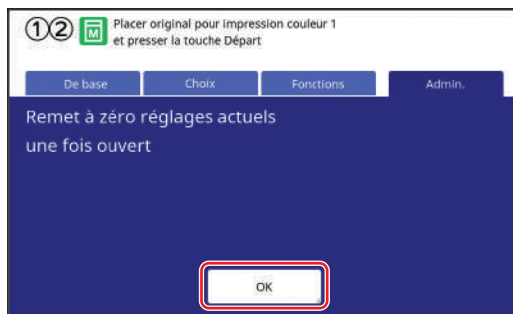 ①② M Placer original pour impression couleur 1
et presser la touche Départ
De base Choix Fonctions Admin.
Remet à zéro réglages actuels
une fois ouvert
OK